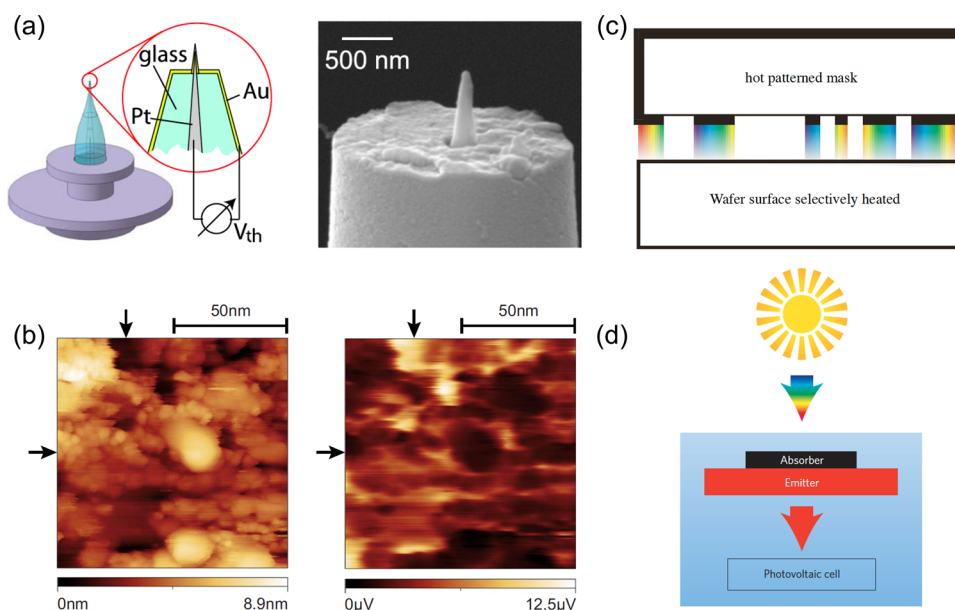 (a)
glass
Pt
Au
Vth
500 nm
(c)
hot patterned mask
Wafer surface selectively heated
(b)
50nm
50nm
0nm
8.9nm
0µV
12.5µV
(d)
Absorber
Emitter
Photovoltaic cell